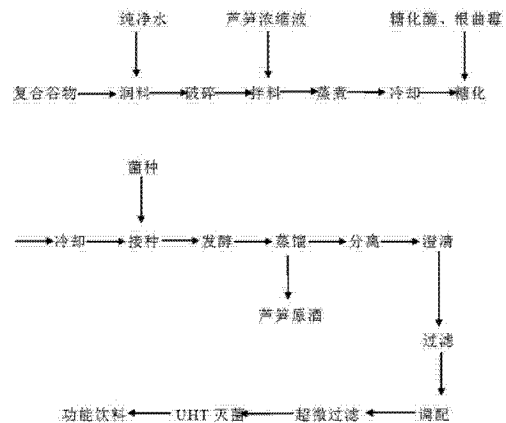 纯净水 芦笋浓缩液 糖化酶、根曲霉
复合谷物 润料 破碎 拌料 蒸煮 冷却 糖化
菌种
冷却 接种 发酵 蒸馏 分离 澄清
芦笋原酒
过滤
功能饮料 UHT 灭菌 超微过滤 调配